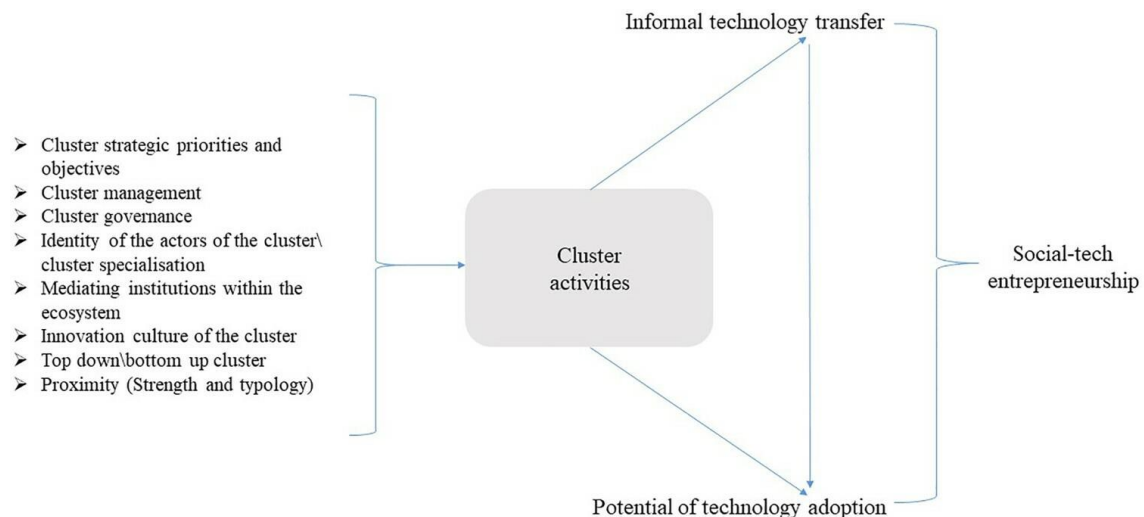 Informal technology transfer
➢ Cluster strategic priorities and
objectives
➢ Cluster management
➢ Cluster governance
➢ Identity of the actors of the cluster\
cluster specialisation
➢ Mediating institutions within the
ecosystem
➢ Innovation culture of the cluster
➢ Top down\bottom up cluster
➢ Proximity (Strength and typology)
Cluster
activities
Social-tech
entrepreneurship
Potential of technology adoption